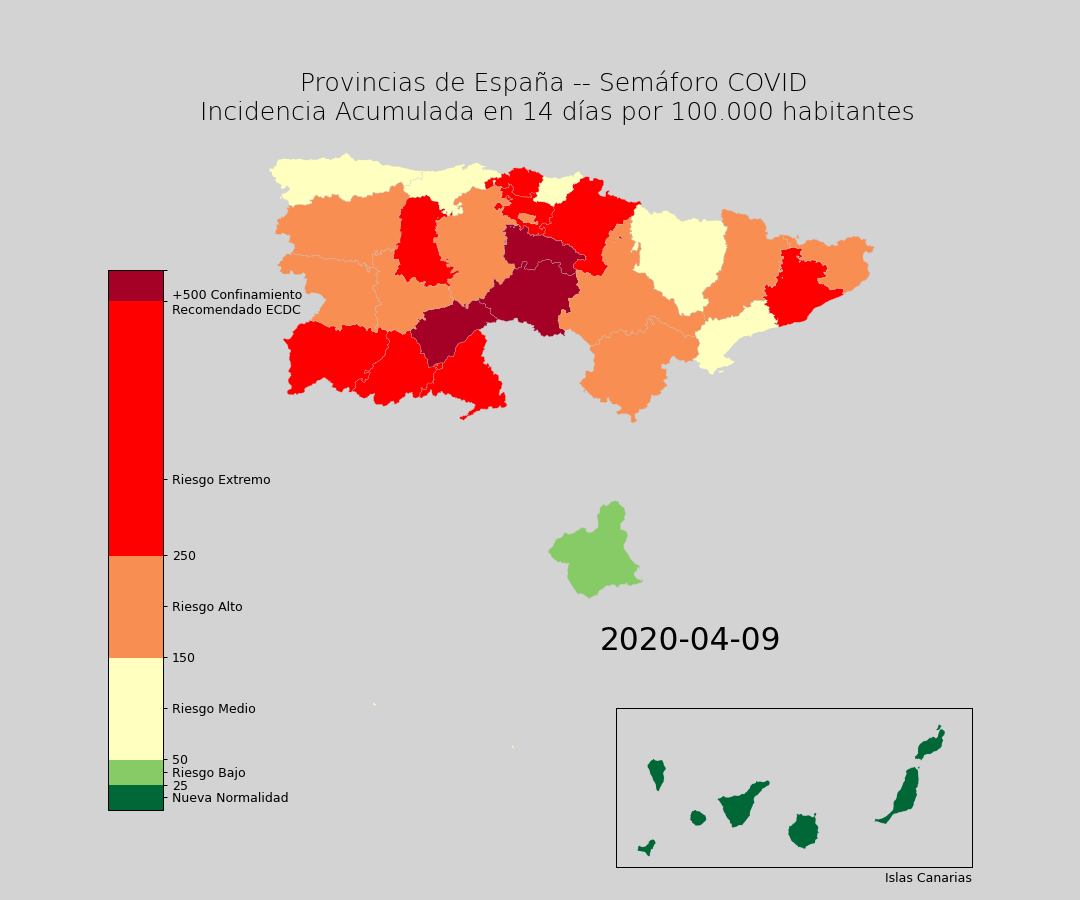 Provincias de España -- Semáforo COVID
Incidencia Acumulada en 14 días por 100.000 habitantes
+500 Confinamiento
Recomendado ECDC
Riesgo Extremo
250
Riesgo Alto
150
Riesgo Medio
50
Riesgo Bajo
25
Nueva Normalidad
2020-04-09
Islas Canarias